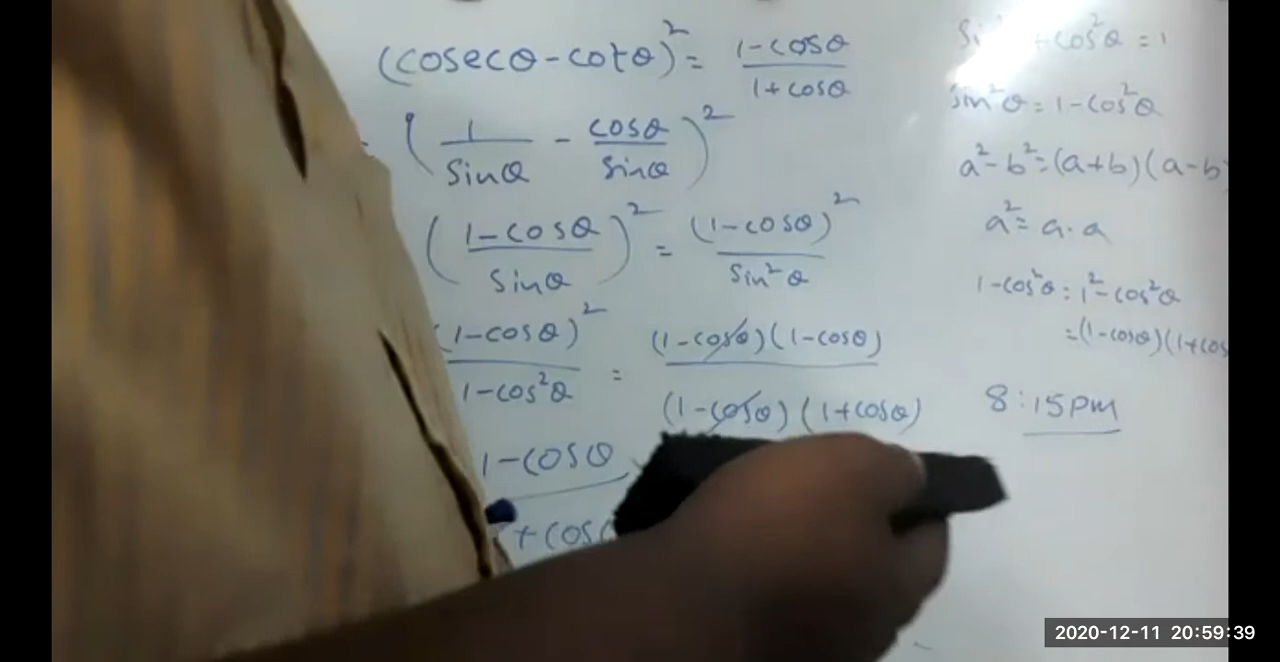 (cosecθ-cotθ)² = 1-cosθ / 1+cosθ
(1 / Sinθ - cosθ / Sinθ)²
(1-cosθ / Sinθ)² = (1-cosθ)² / Sin²θ
(1-cosθ)² / 1-cos²θ = (1-cosθ)(1-cosθ) / (1-cosθ)(1+cosθ)
1-cosθ
+cos
+cos²θ = 1
Sin²θ = 1-cos²θ
a²-b² = (a+b)(a-b
a² = a.a
1-cos²θ = 1²-cos²θ
=(1-cosθ)(1+cos
8:15pm
2020-12-11 20:59:39